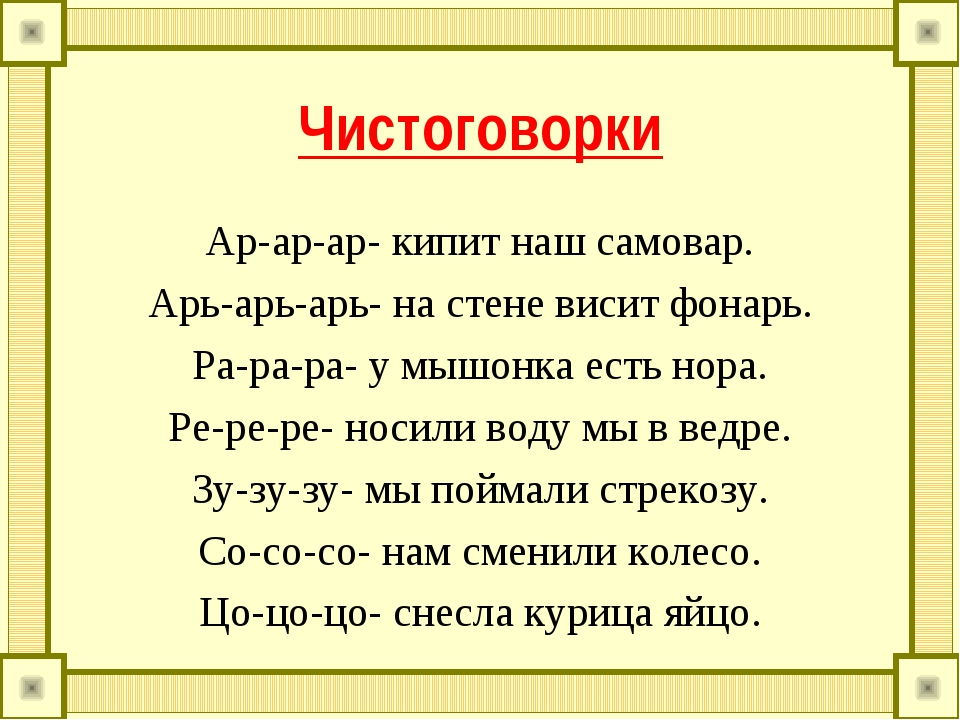 Чистоговорки
Ар-ар-ар- кипит наш самовар.
Арь-арь-арь- на стене висит фонарь.
Ра-ра-ра- у мышонка есть нора.
Ре-ре-ре- носили воду мы в ведре.
Зу-зу-зу- мы поймали стрекозу.
Со-со-со- нам сменили колесо.
Цо-цо-цо- снесла курица яйцо.